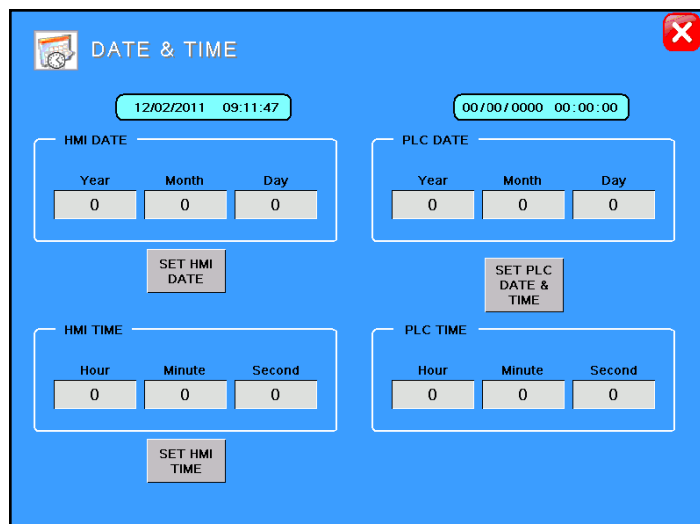 DATE & TIME
12/02/2011 09:11:47
00/00/0000 00:00:00
HMI DATE
PLC DATE
Year Month Day
Year Month Day
0 0 0
0 0 0
SET HMI
DATE
SET PLC
DATE &
TIME
HMI TIME
PLC TIME
Hour Minute Second
Hour Minute Second
0 0 0
0 0 0
SET HMI
TIME